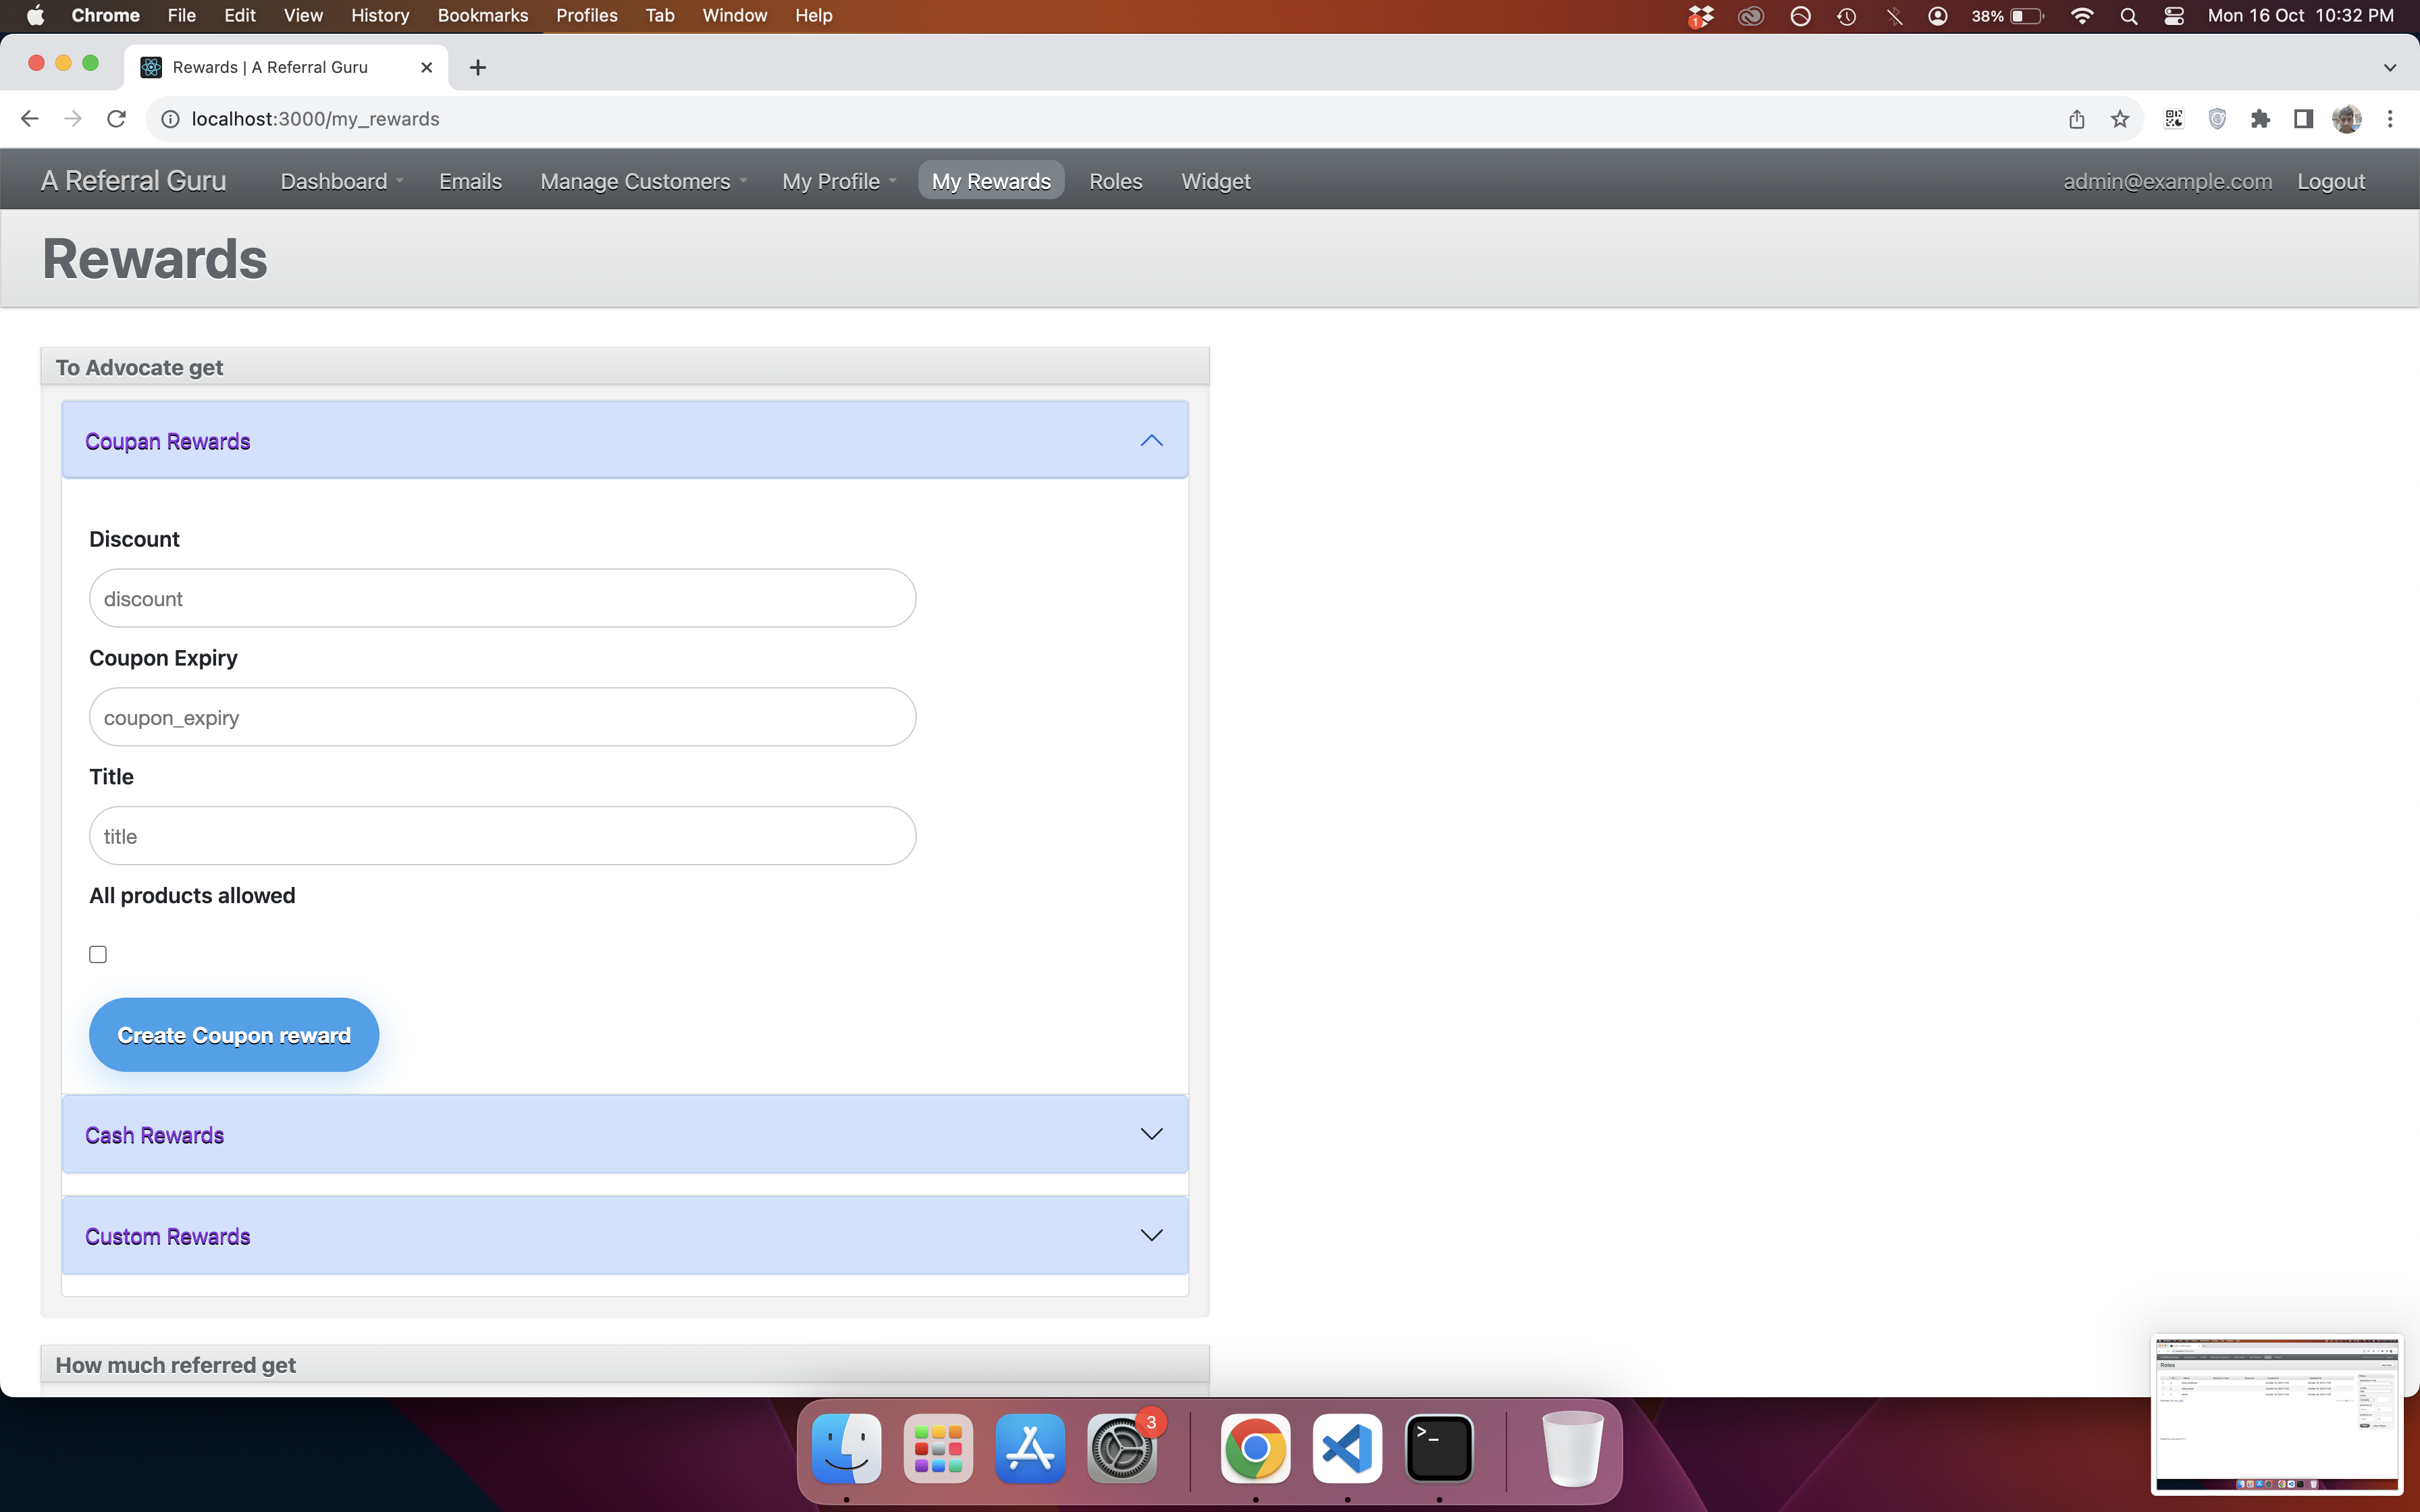 Chrome File Edit View History Bookmarks Profiles Tab Window Help 1 38% Mon 16 Oct 10:32 PM
Rewards | A Referral Guru
localhost:3000/my_rewards
A Referral Guru Dashboard Emails Manage Customers My Profile My Rewards Roles Widget admin@example.com Logout
Rewards
To Advocate get
Coupan Rewards
Discount
discount
Coupon Expiry
coupon_expiry
Title
title
All products allowed
Create Coupon reward
Cash Rewards
Custom Rewards
How much referred get
3
>_
Roles